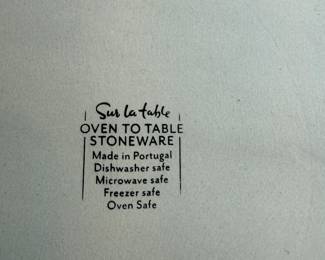 Sur la table
OVEN TO TABLE
STONEWARE
Made in Portugal
Dishwasher safe
Microwave safe
Freezer safe
Oven Safe